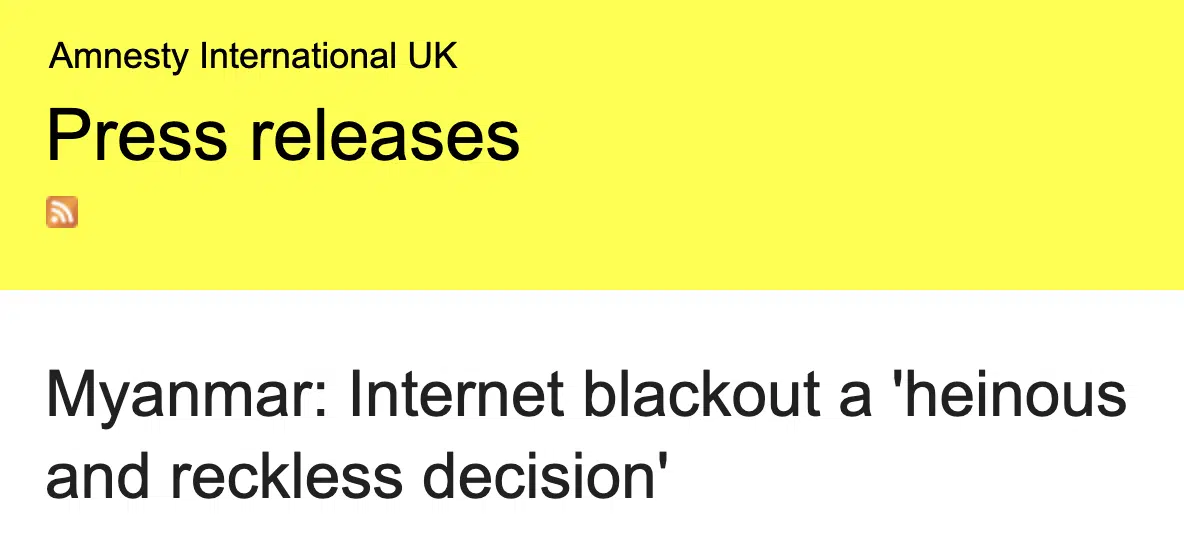 Amnesty International UK
Press releases
Myanmar: Internet blackout a 'heinous
and reckless decision'